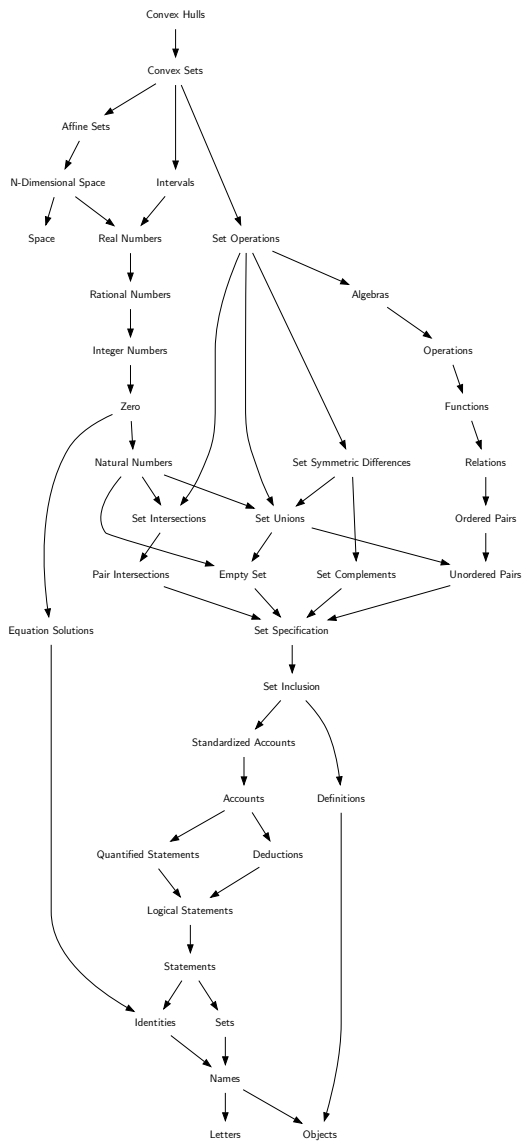 Convex Hulls
Convex Sets
Affine Sets
N-Dimensional Space
Intervals
Space
Real Numbers
Set Operations
Rational Numbers
Algebras
Integer Numbers
Operations
Zero
Functions
Natural Numbers
Set Symmetric Differences
Relations
Set Intersections
Set Unions
Ordered Pairs
Pair Intersections
Empty Set
Set Complements
Unordered Pairs
Equation Solutions
Set Specification
Set Inclusion
Standardized Accounts
Accounts
Definitions
Quantified Statements
Deductions
Logical Statements
Statements
Identities
Sets
Names
Letters
Objects